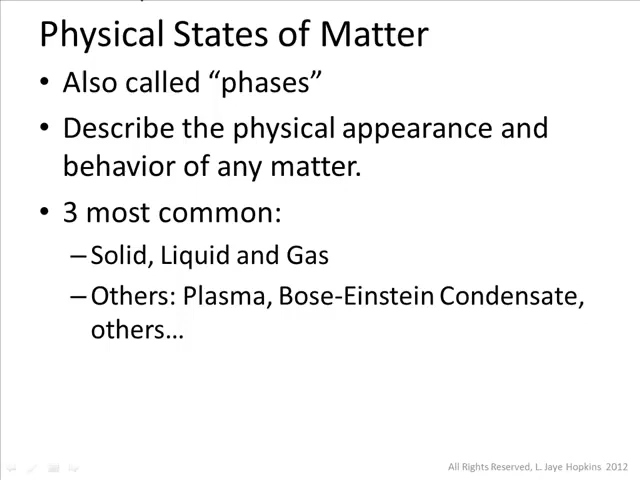 Physical States of Matter
• Also called “phases”
• Describe the physical appearance and
behavior of any matter.
• 3 most common:
– Solid, Liquid and Gas
– Others: Plasma, Bose-Einstein Condensate,
others…
All Rights Reserved, L. Jaye Hopkins 2012